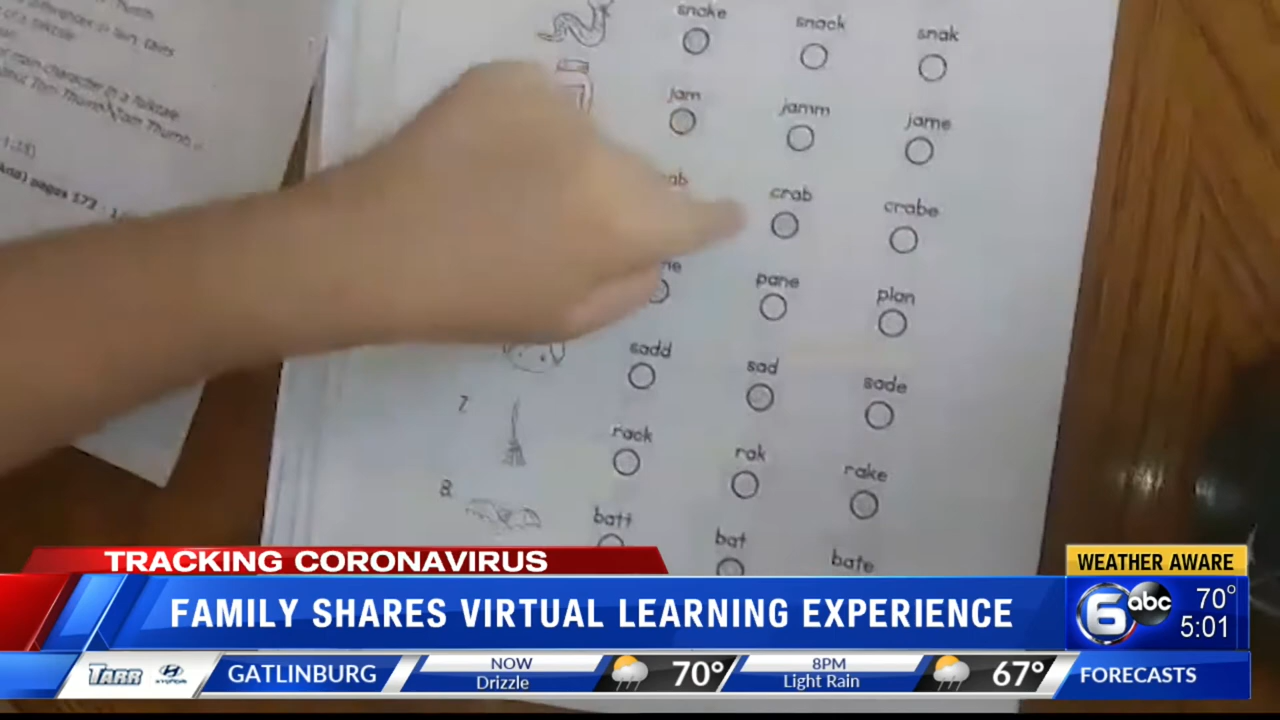 snake snack snak
jam jamm jame
crab crabe
pane plan
sadd sad sade
7. rack rak rake
8. batt bat bate
TRACKING CORONAVIRUS
FAMILY SHARES VIRTUAL LEARNING EXPERIENCE
WEATHER AWARE
6 abc 70°
5:01
TARR HYUNDAI GATLINBURG NOW Drizzle 70° 8PM Light Rain 67° FORECASTS